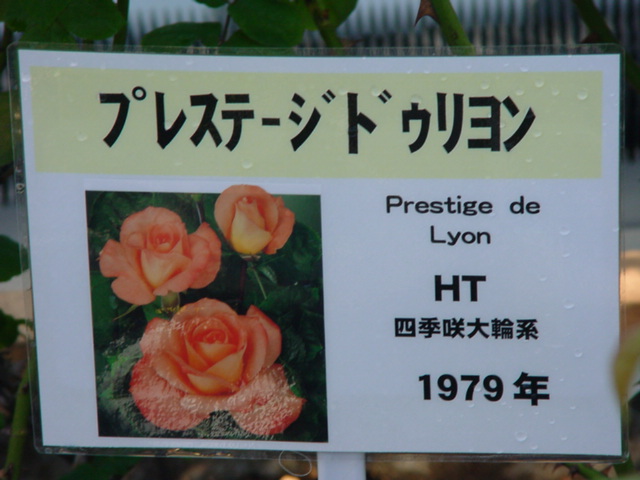 プレステージドゥリヨン
Prestige de
Lyon
HT
四季咲大輪系
1979年